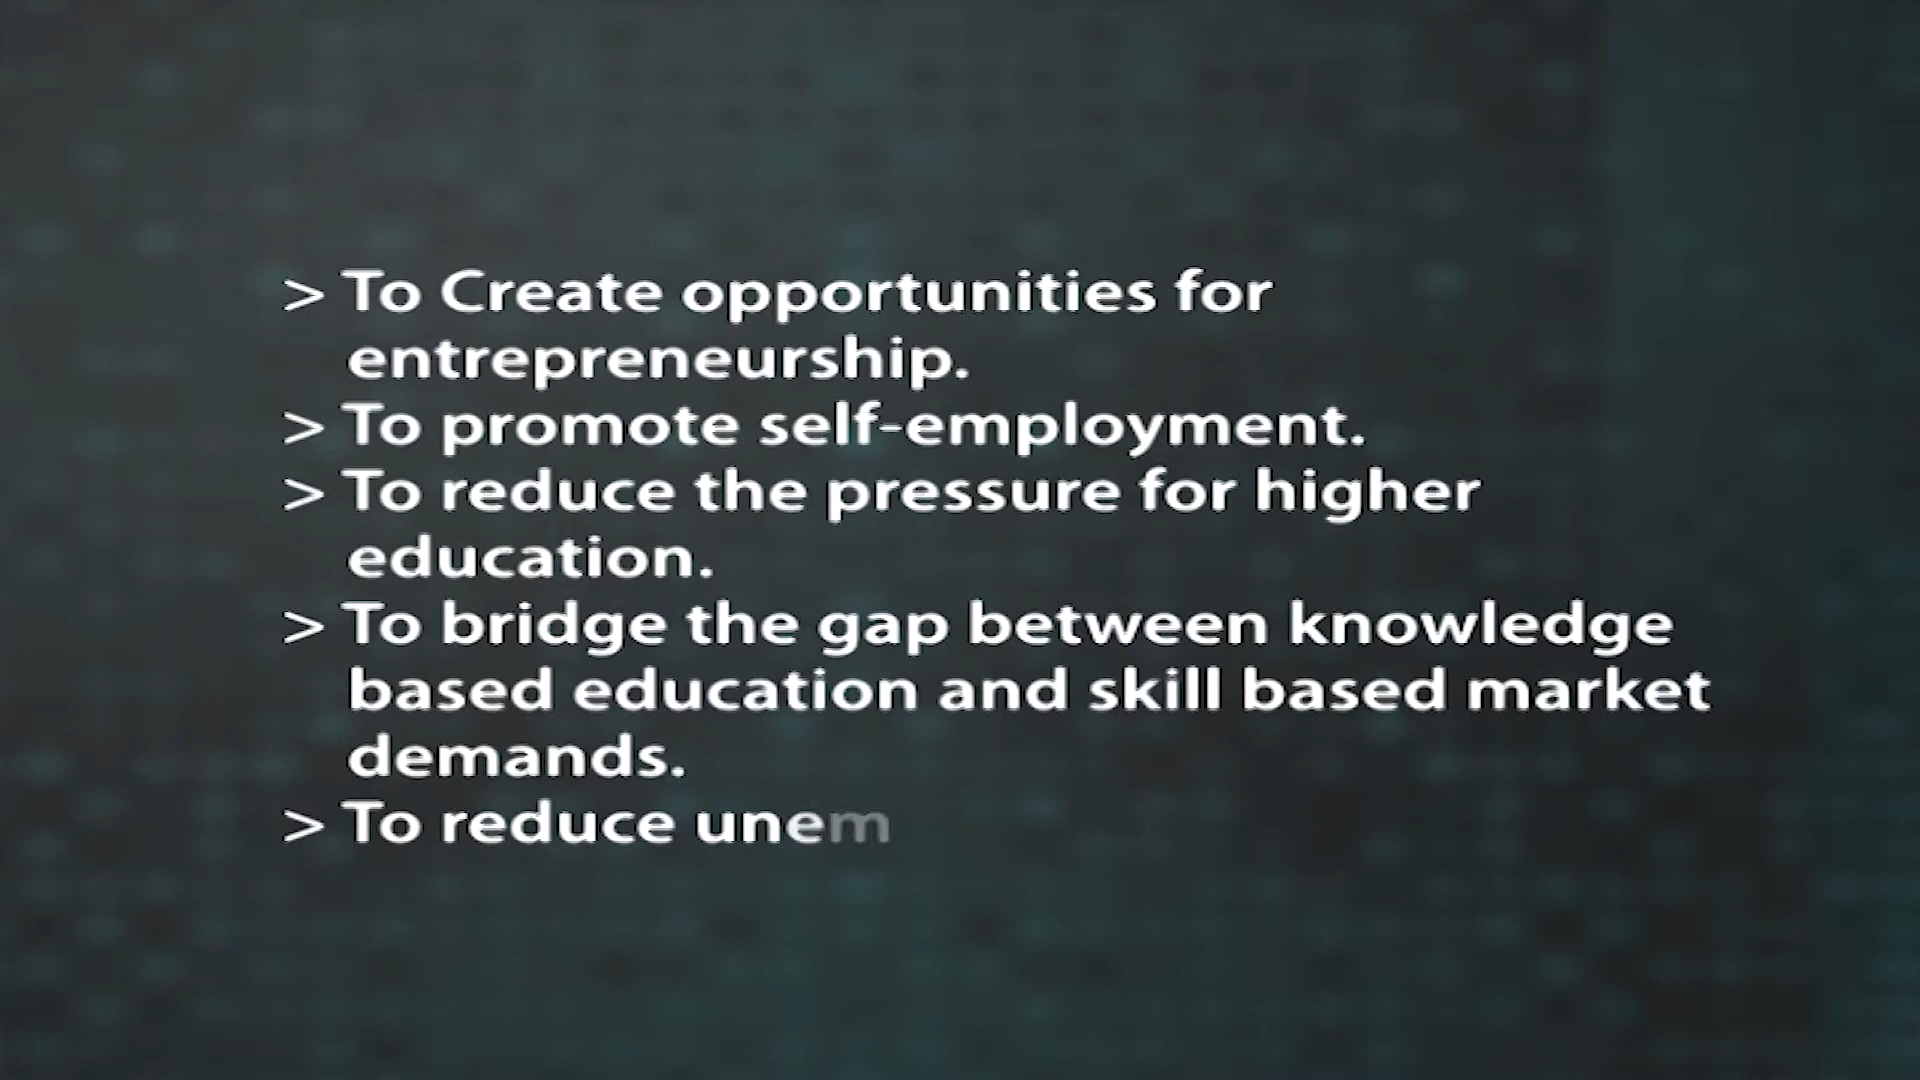 > To Create opportunities for
entrepreneurship.
> To promote self-employment.
> To reduce the pressure for higher
education.
> To bridge the gap between knowledge
based education and skill based market
demands.
> To reduce unem